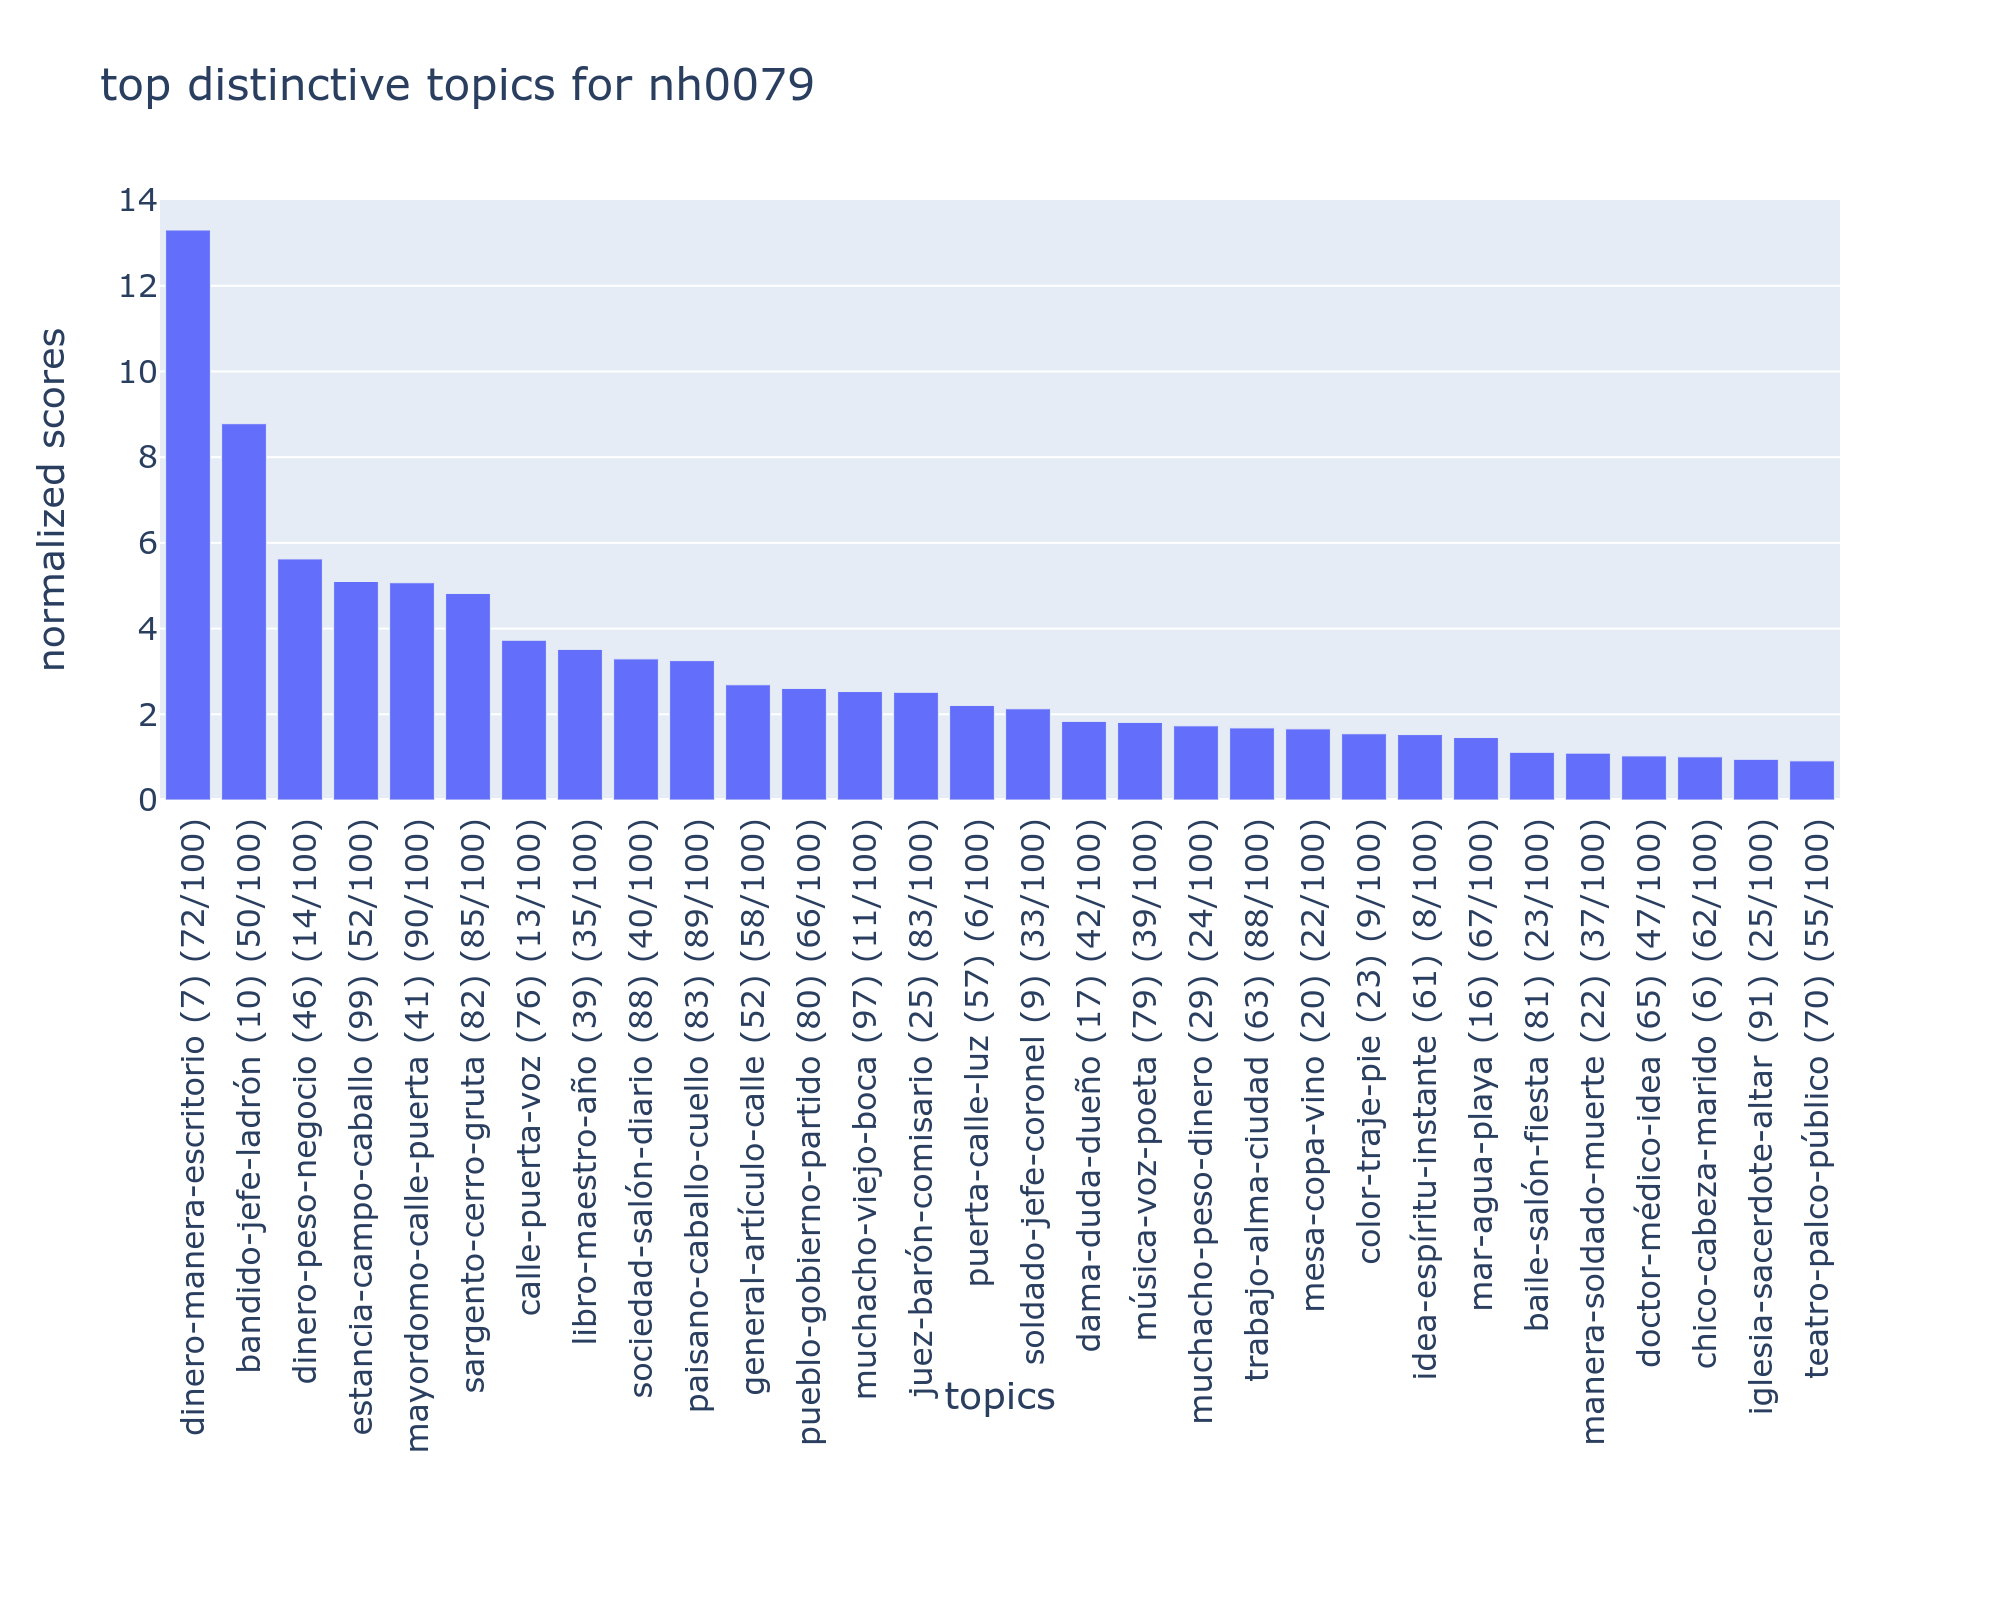 top distinctive topics for nh0079
normalized scores
14
12
10
8
6
4
2
0
dinero-manera-escritorio (7) (72/100)
bandido-jefe-ladrón (10) (50/100)
dinero-peso-negocio (46) (14/100)
estancia-campo-caballo (99) (52/100)
mayordomo-calle-puerta (41) (90/100)
sargento-cerro-gruta (82) (85/100)
calle-puerta-voz (76) (13/100)
libro-maestro-año (39) (35/100)
sociedad-salón-diario (88) (40/100)
paisano-caballo-cuello (83) (89/100)
general-artículo-calle (52) (58/100)
pueblo-gobierno-partido (80) (66/100)
muchacho-viejo-boca (97) (11/100)
juez-barón-comisario (25) (83/100)
puerta-calle-luz (57) (6/100)
soldado-jefe-coronel (9) (33/100)
dama-duda-dueño (17) (42/100)
música-voz-poeta (79) (39/100)
muchacho-peso-dinero (29) (24/100)
trabajo-alma-ciudad (63) (88/100)
mesa-copa-vino (20) (22/100)
color-traje-pie (23) (9/100)
idea-espíritu-instante (61) (8/100)
mar-agua-playa (16) (67/100)
baile-salón-fiesta (81) (23/100)
manera-soldado-muerte (22) (37/100)
doctor-médico-idea (65) (47/100)
chico-cabeza-marido (6) (62/100)
iglesia-sacerdote-altar (91) (25/100)
teatro-palco-público (70) (55/100)
topics